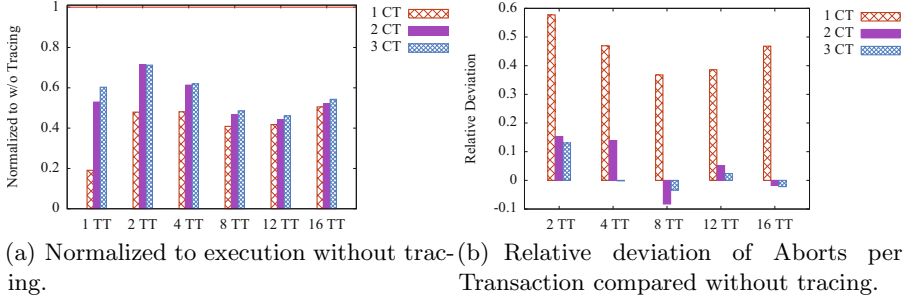 1
0.8
0.6
0.4
0.2
0
Normalized to w/o Tracing
1 TT 2 TT 4 TT 8 TT 12 TT 16 TT
1 CT
2 CT
3 CT
0.6
0.5
0.4
0.3
0.2
0.1
0
-0.1
Relative Deviation
2 TT 4 TT 8 TT 12 TT 16 TT
1 CT
2 CT
3 CT
(a) Normalized to execution without trac-
ing.
(b) Relative deviation of Aborts per
Transaction compared without tracing.